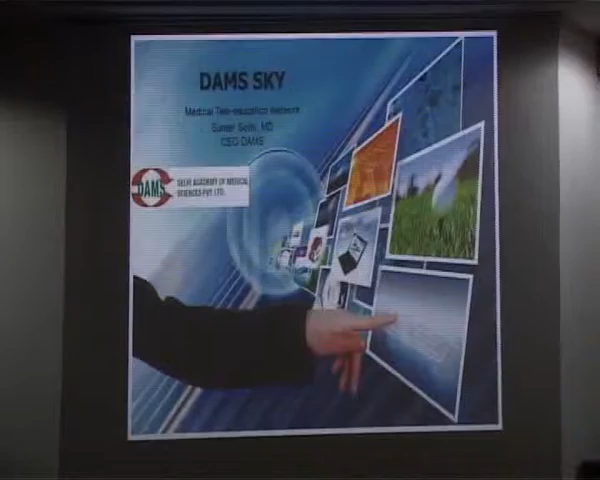 DAMS SKY
Medical Tele-education Network
Sumer Sethi, MD
CEO DAMS
DAMS
DELHI ACADEMY OF MEDICAL
SCIENCES PVT. LTD.